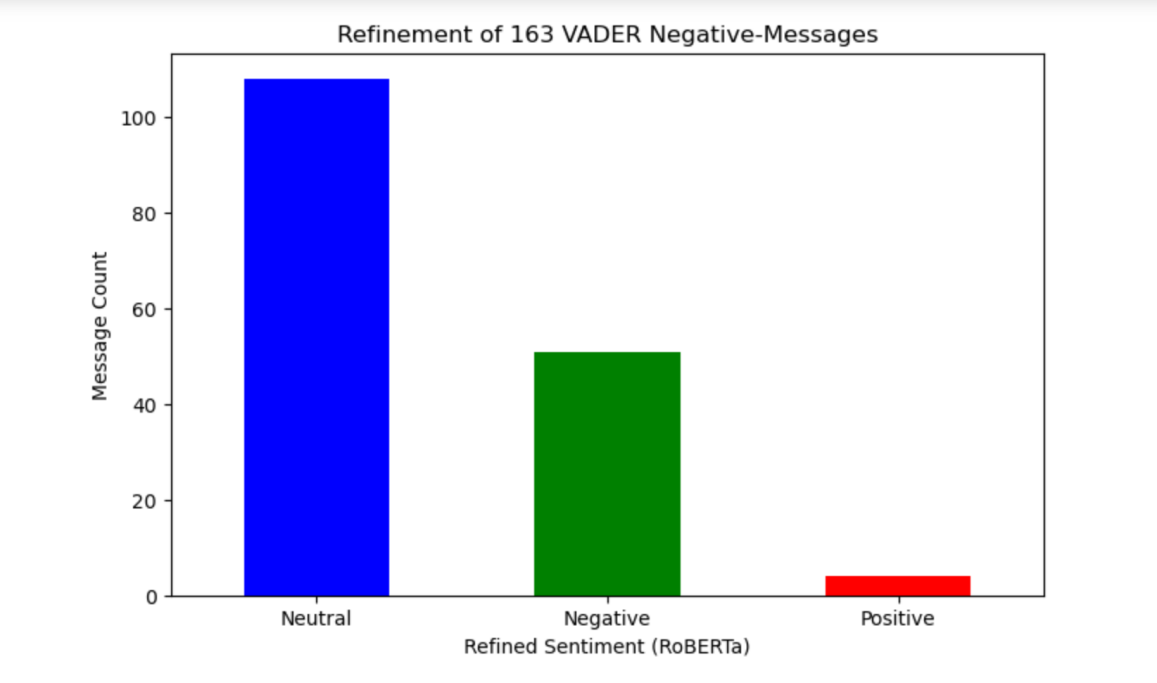 Refinement of 163 VADER Negative-Messages
Message Count
100
80
60
40
20
0
Neutral Negative Positive
Refined Sentiment (RoBERTa)